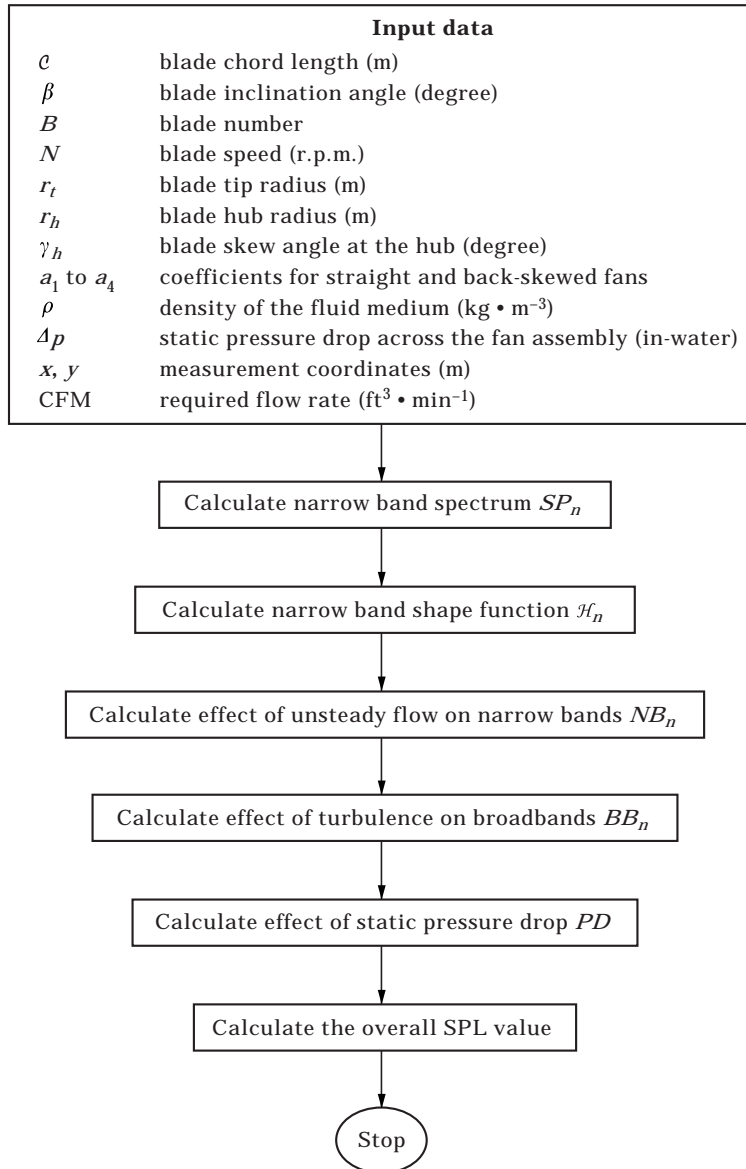 Input data
𝒞 blade chord length (m)
β blade inclination angle (degree)
B blade number
N blade speed (r.p.m.)
r_t blade tip radius (m)
r_h blade hub radius (m)
γ_h blade skew angle at the hub (degree)
a_1 to a_4 coefficients for straight and back-skewed fans
ρ density of the fluid medium (kg • m⁻³)
Δp static pressure drop across the fan assembly (in-water)
x, y measurement coordinates (m)
CFM required flow rate (ft³ • min⁻¹)
Calculate narrow band spectrum SP_n
Calculate narrow band shape function ℋ_n
Calculate effect of unsteady flow on narrow bands NB_n
Calculate effect of turbulence on broadbands BB_n
Calculate effect of static pressure drop PD
Calculate the overall SPL value
Stop